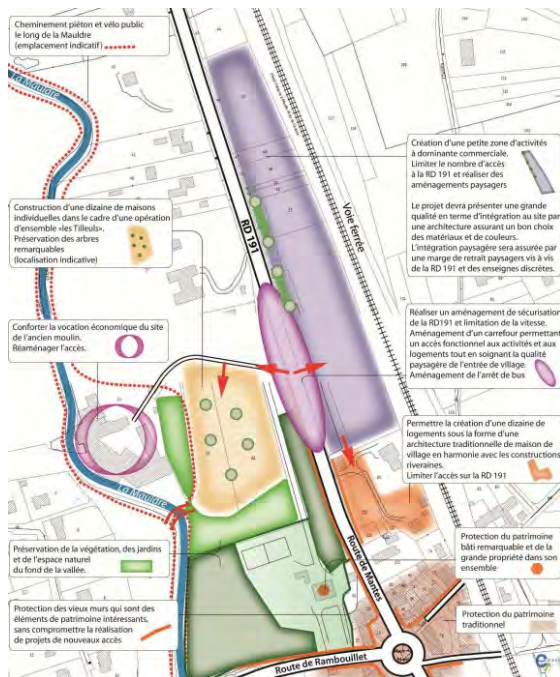 Cheminement piéton et vélo public
le long de la Mauldre
(emplacement indicatif)
La Mauldre
RD 191
Voie ferrée
Création d'une petite zone d'activités
à dominante commerciale.
Limiter le nombre d'accès
à la RD 191 et réaliser des
aménagements paysagers
Le projet devra présenter une grande
qualité en terme d'intégration au site par
une architecture assurant un bon choix
des matériaux et de couleurs.
L'intégration paysagère sera assurée par
une marge de retrait paysagers vis à vis
de la RD 191 et des enseignes discrètes.
Construction d'une dizaine de maisons
individuelles dans le cadre d'une opération
d'ensemble «les Tilleuls».
Préservation des arbres
remarquables
(localisation indicative)
Conforter la vocation économique du site
de l'ancien moulin.
Réaménager l'accès.
Réaliser un aménagement de sécurisation
de la RD191 et limitation de la vitesse.
Aménagement d'un carrefour permettant
un accès fonctionnel aux activités et aux
logements tout en soignant la qualité
paysagère de l'entrée de village.
Aménagement de l'arrêt de bus
Permettre la création d'une dizaine de
logements sous la forme d'une
architecture traditionnelle de maison de
village en harmonie avec les constructions
riveraines.
Limiter l'accès sur la RD 191
La Mauldre
Préservation de la végétation, des jardins
et de l'espace naturel
du fond de la vallée.
Protection du patrimoine
bâti remarquable et de la
grande propriété dans son
ensemble
Route de Mantes
Protection des vieux murs qui sont des
éléments de patrimoine intéressants,
sans compromettre la réalisation
de projets de nouveaux accès
Protection du patrimoine
traditionnel
Route de Rambouillet